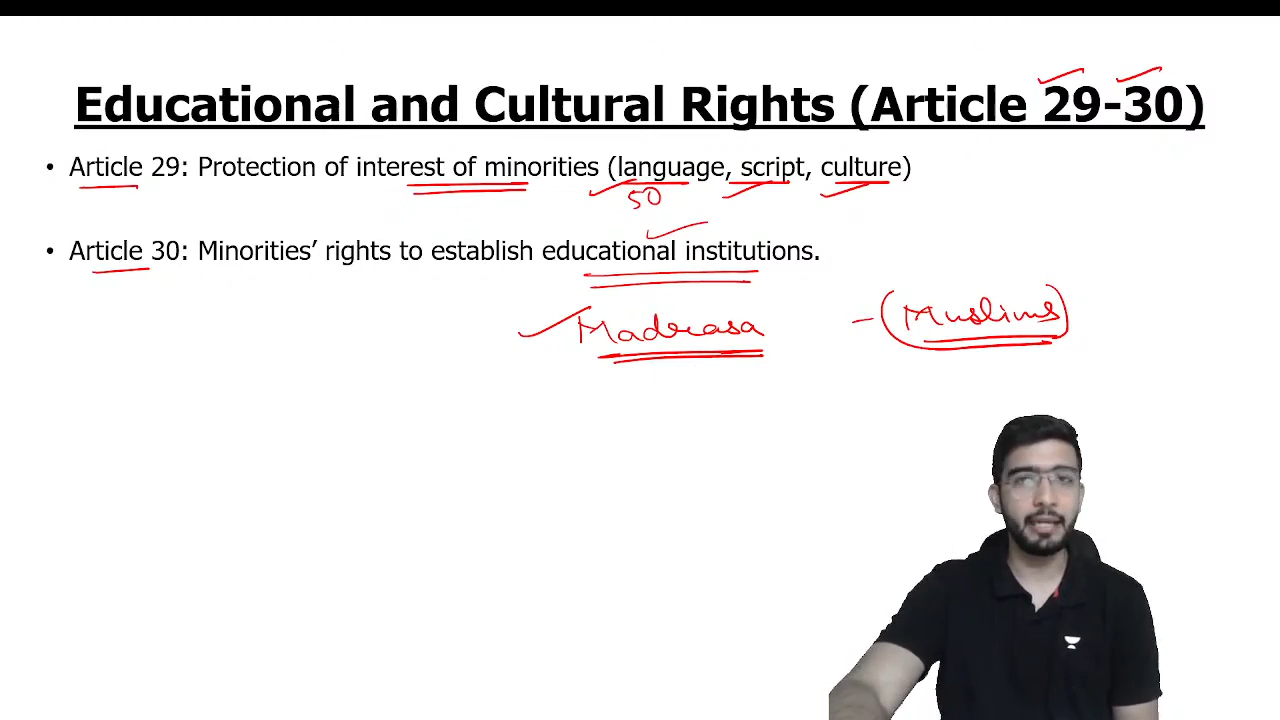 Educational and Cultural Rights (Article 29-30)
• Article 29: Protection of interest of minorities (language, script, culture)
50
• Article 30: Minorities’ rights to establish educational institutions.
Madrasa - (Muslims)